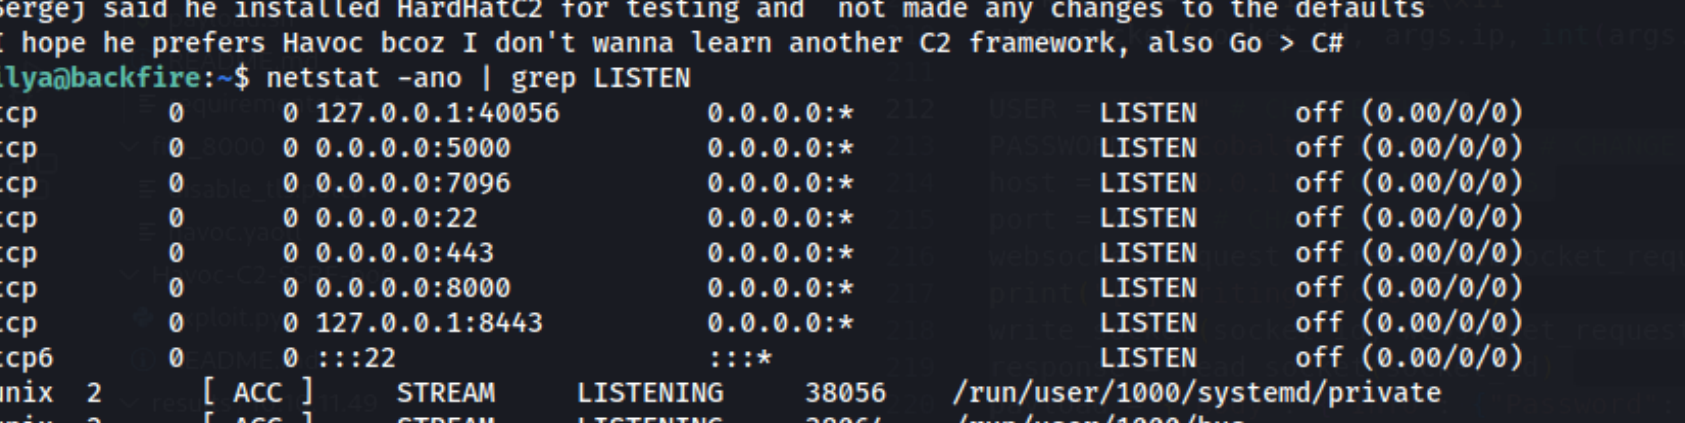 Sergej said he installed HardHatC2 for testing and  not made any changes to the defaults
I hope he prefers Havoc bcoz I don't wanna learn another C2 framework, also Go > C#
ilya@backfire:~$ netstat -ano | grep LISTEN
tcp        0      0 127.0.0.1:40056         0.0.0.0:*               LISTEN      off (0.00/0/0)
tcp        0      0 0.0.0.0:5000            0.0.0.0:*               LISTEN      off (0.00/0/0)
tcp        0      0 0.0.0.0:7096            0.0.0.0:*               LISTEN      off (0.00/0/0)
tcp        0      0 0.0.0.0:22              0.0.0.0:*               LISTEN      off (0.00/0/0)
tcp        0      0 0.0.0.0:443             0.0.0.0:*               LISTEN      off (0.00/0/0)
tcp        0      0 0.0.0.0:8000            0.0.0.0:*               LISTEN      off (0.00/0/0)
tcp        0      0 127.0.0.1:8443          0.0.0.0:*               LISTEN      off (0.00/0/0)
tcp6       0      0 :::22                   :::*                    LISTEN      off (0.00/0/0)
unix  2      [ ACC ]     STREAM     LISTENING     38056    /run/user/1000/systemd/private